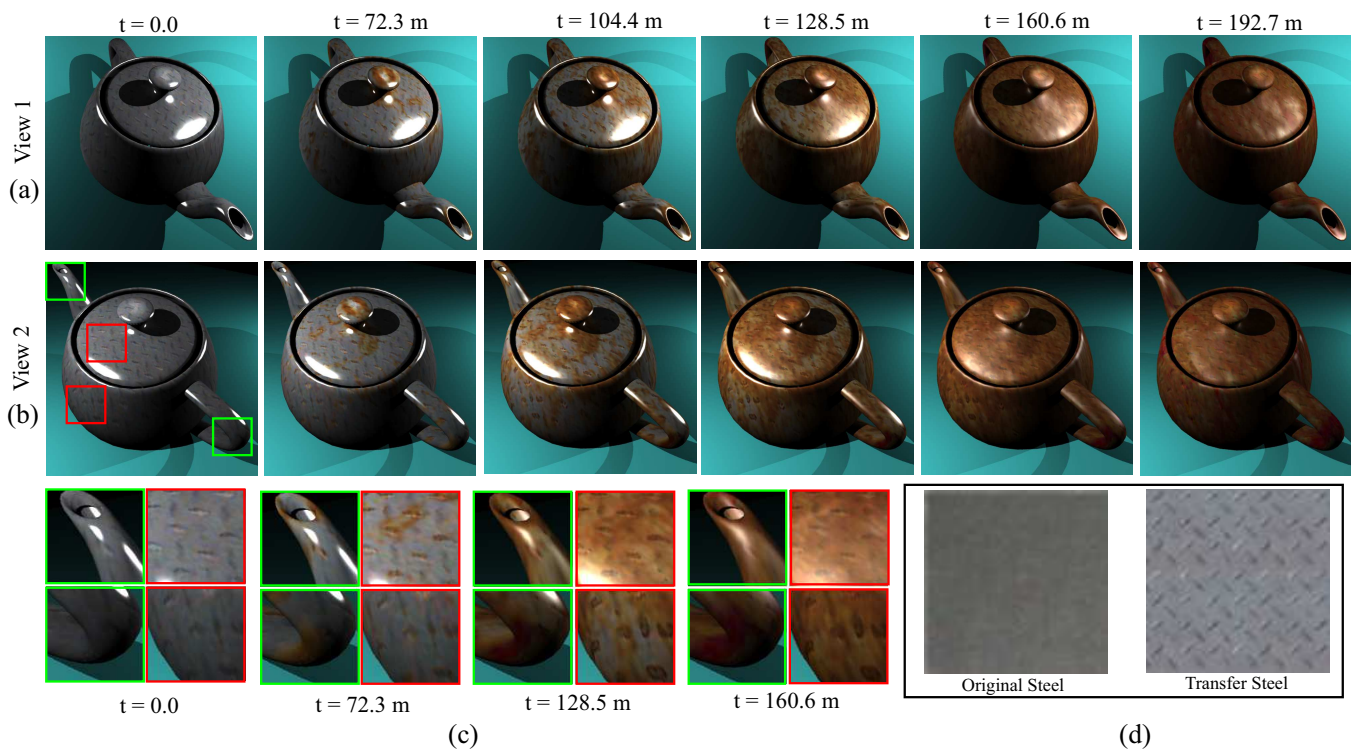 t = 0.0
t = 72.3 m
t = 104.4 m
t = 128.5 m
t = 160.6 m
t = 192.7 m
View 1
(a)
View 2
(b)
t = 0.0
t = 72.3 m
t = 128.5 m
t = 160.6 m
(c)
Original Steel
Transfer Steel
(d)